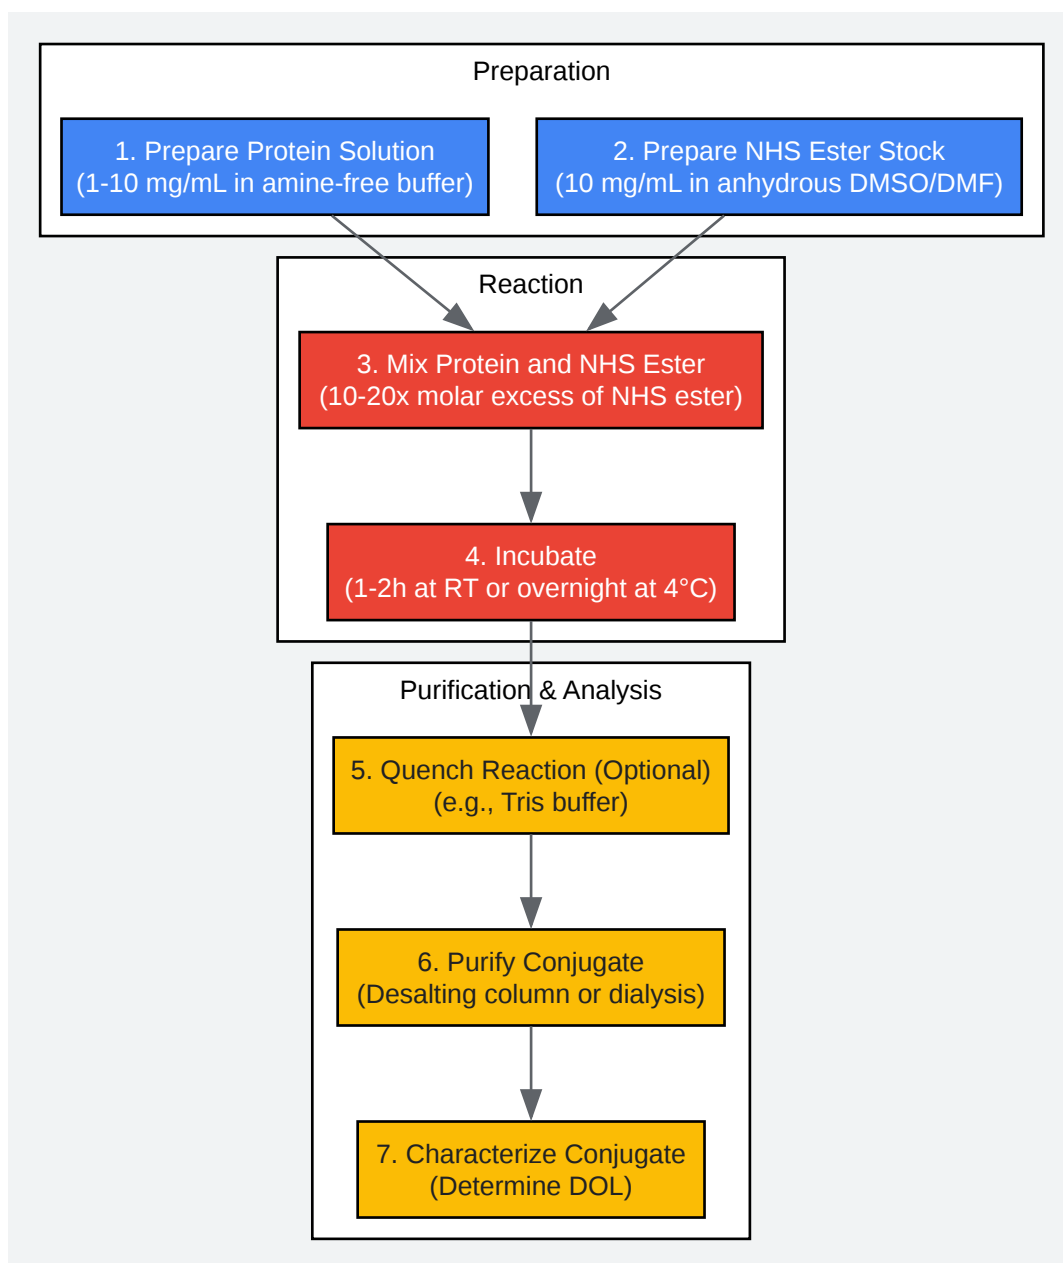 Preparation
1. Prepare Protein Solution
(1-10 mg/mL in amine-free buffer)
2. Prepare NHS Ester Stock
(10 mg/mL in anhydrous DMSO/DMF)
Reaction
3. Mix Protein and NHS Ester
(10-20x molar excess of NHS ester)
4. Incubate
(1-2h at RT or overnight at 4°C)
Purification & Analysis
5. Quench Reaction (Optional)
(e.g., Tris buffer)
6. Purify Conjugate
(Desalting column or dialysis)
7. Characterize Conjugate
(Determine DOL)